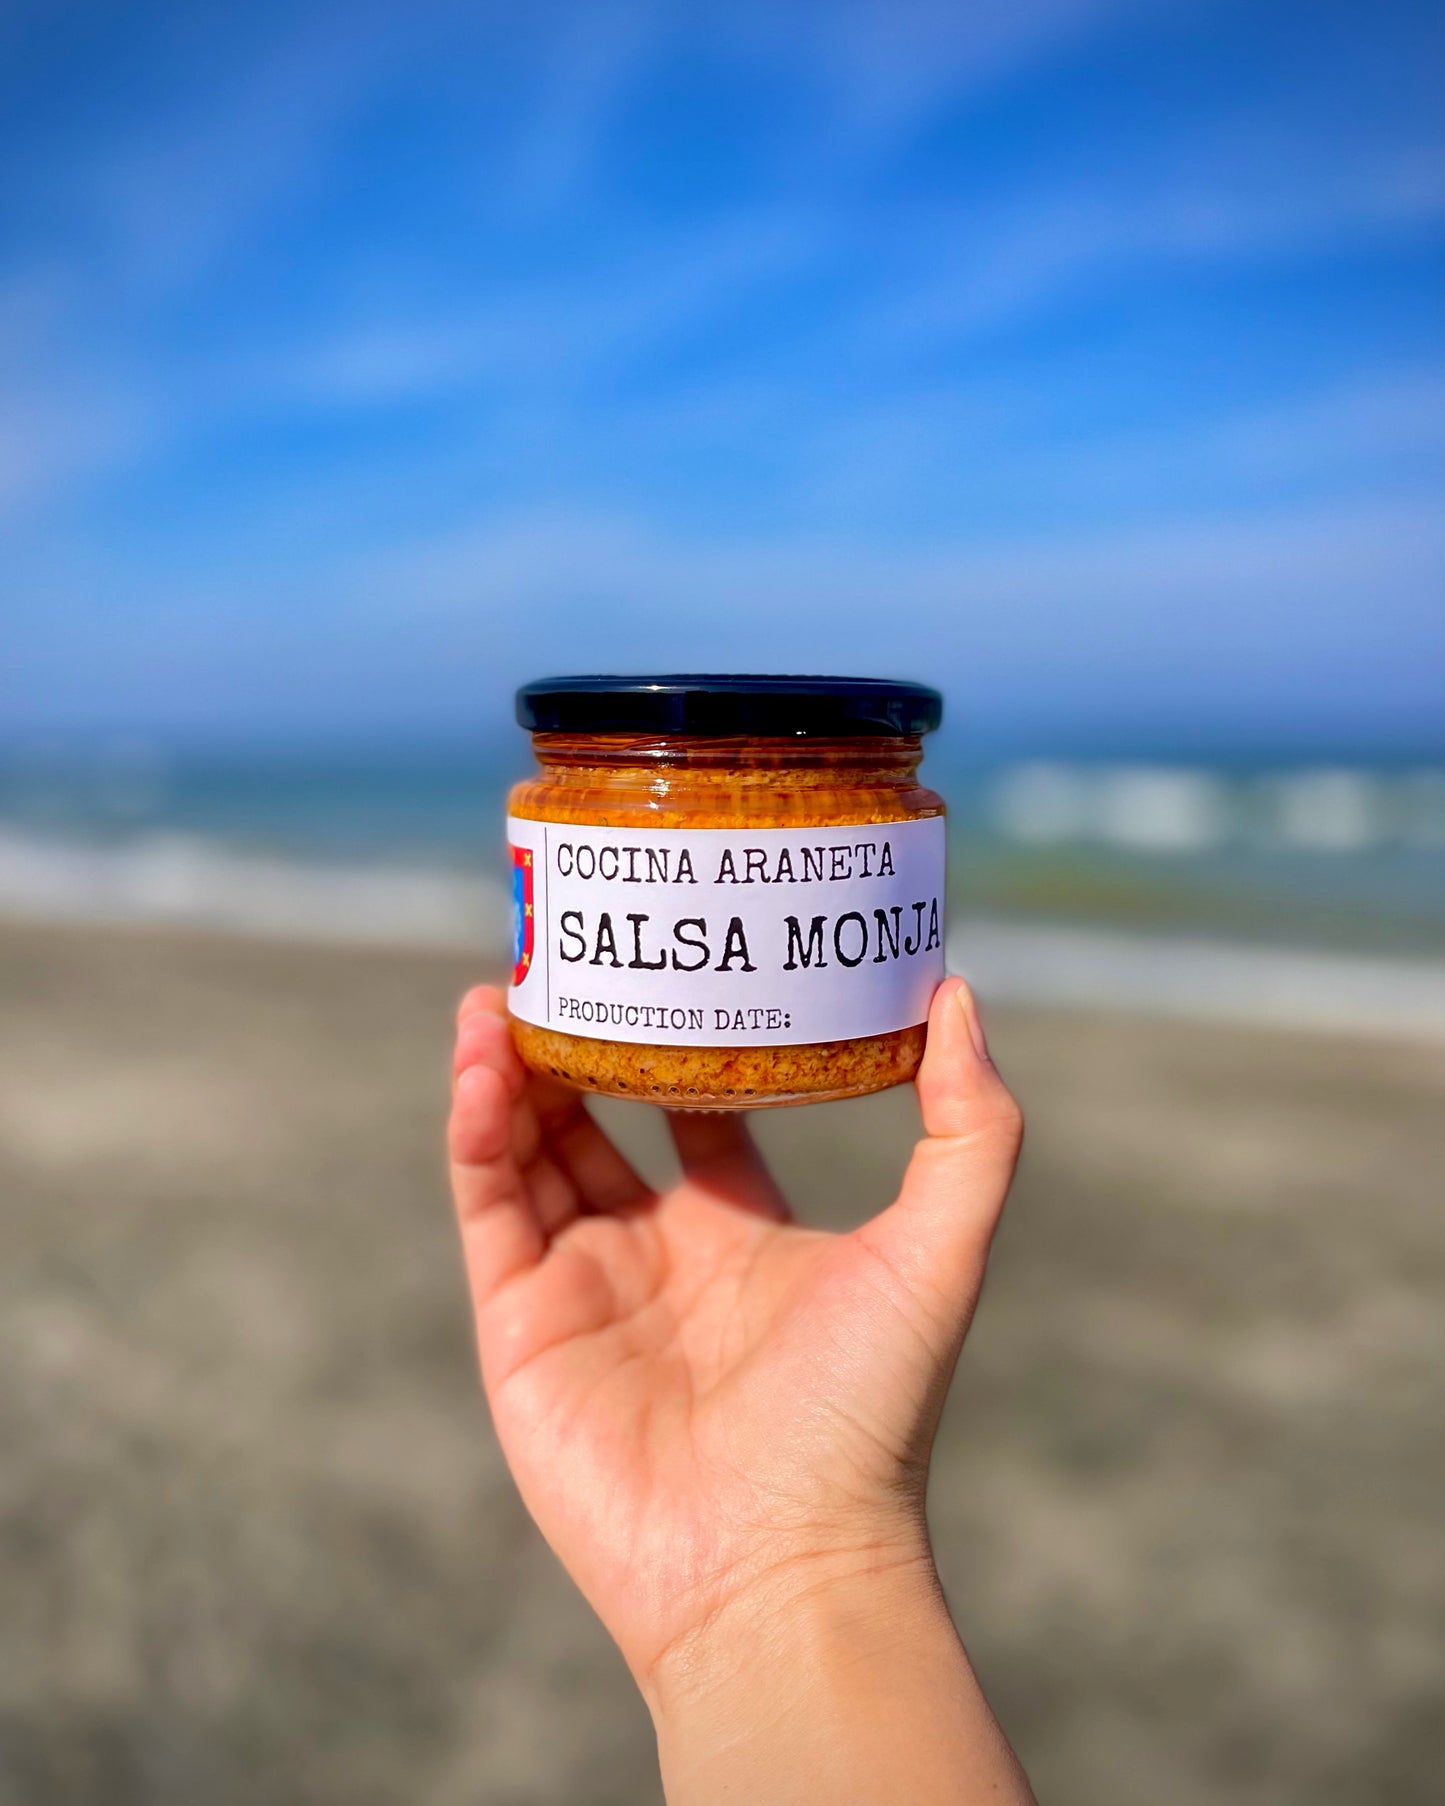 COCINA ARANETA
SALSA MONJA
PRODUCTION DATE: